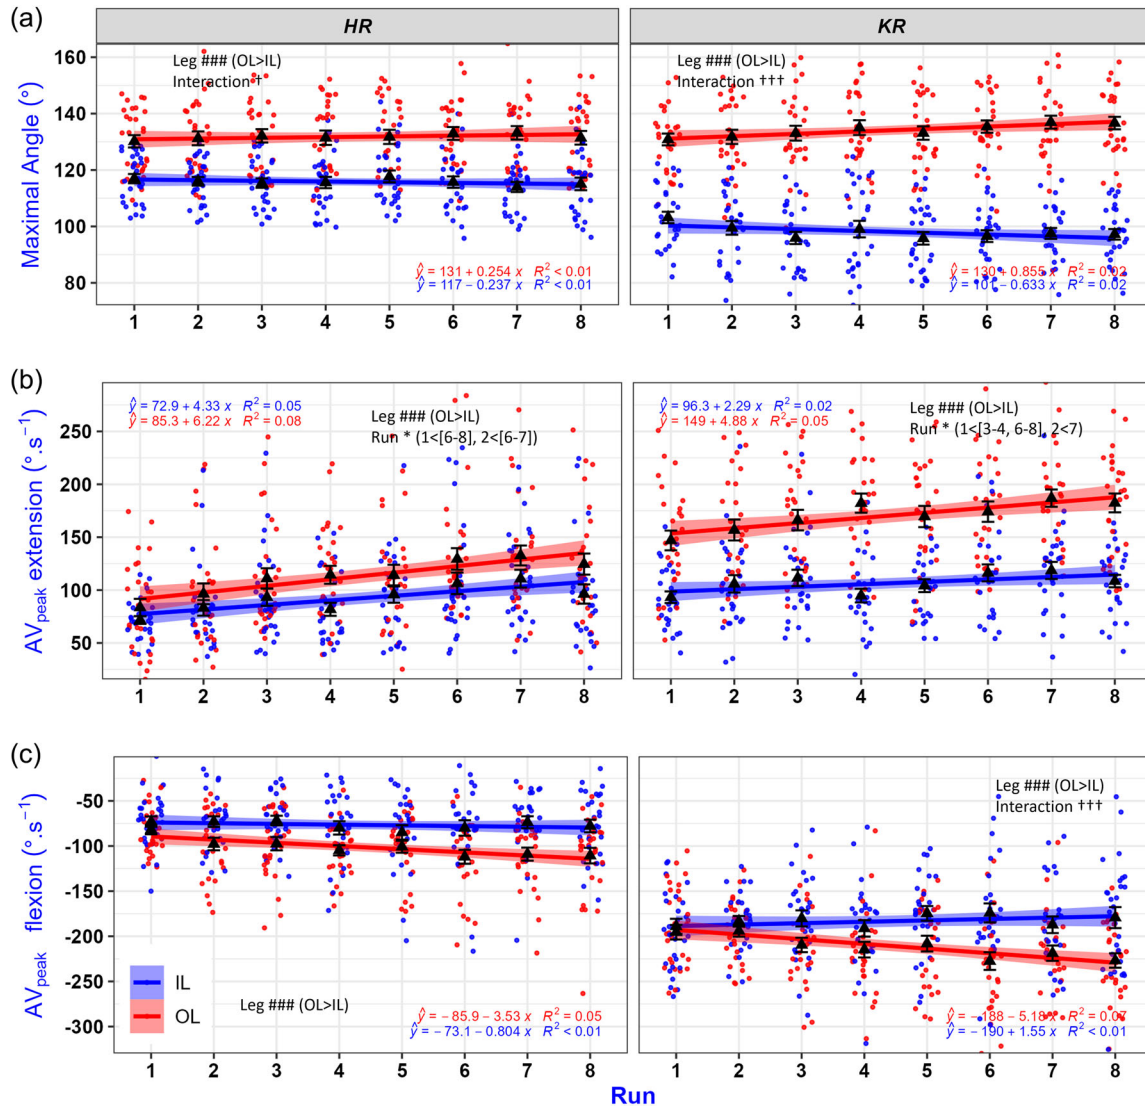 (a)
HR
KR
Maximal Angle (°)
160
140
120
100
80
Leg ### (OL>IL)
Interaction †
ŷ = 131 + 0.254 x R² < 0.01
ŷ = 117 − 0.237 x R² < 0.01
1 2 3 4 5 6 7 8
Leg ### (OL>IL)
Interaction †††
ŷ = 130 + 0.855 x R² = 0.02
ŷ = 101 − 0.633 x R² = 0.02
1 2 3 4 5 6 7 8
(b)
AVpeak extension (°.s⁻¹)
250
200
150
100
50
ŷ = 72.9 + 4.33 x R² = 0.05
ŷ = 85.3 + 6.22 x R² = 0.08
Leg ### (OL>IL)
Run * (1<[6-8], 2<[6-7])
1 2 3 4 5 6 7 8
ŷ = 96.3 + 2.29 x R² = 0.02
ŷ = 149 + 4.88 x R² = 0.05
Leg ### (OL>IL)
Run * (1<[3-4, 6-8], 2<7)
1 2 3 4 5 6 7 8
(c)
AVpeak flexion (°.s⁻¹)
-50
-100
-150
-200
-250
-300
IL
OL
Leg ### (OL>IL)
ŷ = − 85.9 − 3.53 x R² = 0.05
ŷ = − 73.1 − 0.804 x R² < 0.01
1 2 3 4 5 6 7 8
Leg ### (OL>IL)
Interaction †††
ŷ = − 188 − 5.18 x R² = 0.07
ŷ = − 190 + 1.55 x R² < 0.01
1 2 3 4 5 6 7 8
Run